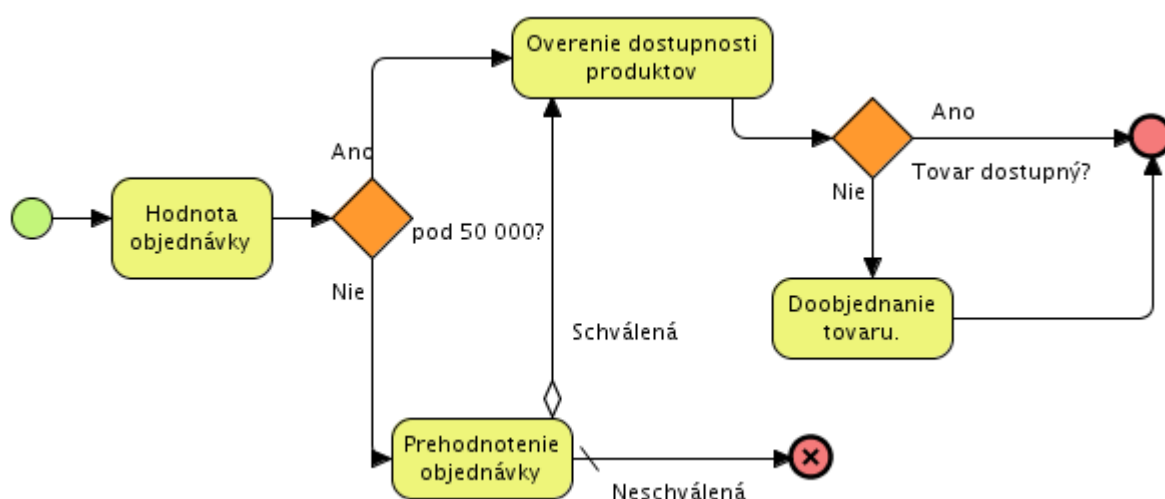 Overenie dostupnosti
produktov
Ano
Ano
Tovar dostupný?
Nie
Hodnota
objednávky
pod 50 000?
Nie
Doobjednanie
tovaru.
Schválená
Prehodnotenie
objednávky
Neschválená